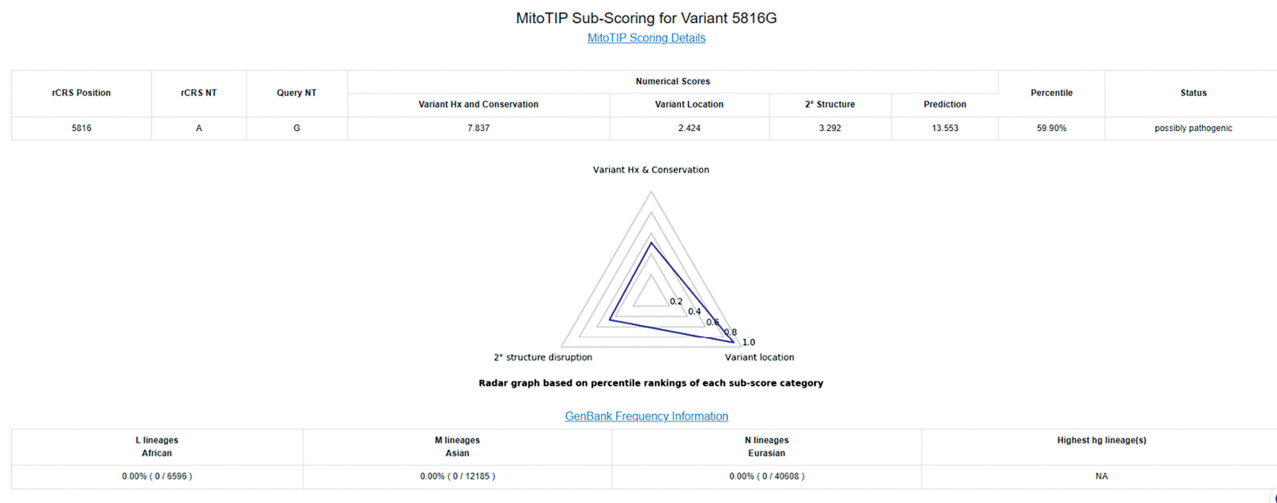 MitoTIP Sub-Scoring for Variant 5816G
MitoTIP Scoring Details
rCRS Position rCRS NT Query NT Numerical Scores Percentile Status
Variant Hx and Conservation Variant Location 2° Structure Prediction
5816 A G 7.837 2.424 3.292 13.553 59.90% possibly pathogenic
Variant Hx & Conservation
0.2
0.4
0.6
0.8
1.0
2° structure disruption Variant location
Radar graph based on percentile rankings of each sub-score category
GenBank Frequency Information
L lineages M lineages N lineages Highest hg lineage(s)
African Asian Eurasian
0.00% ( 0 / 6596 ) 0.00% ( 0 / 12185 ) 0.00% ( 0 / 40608 ) NA